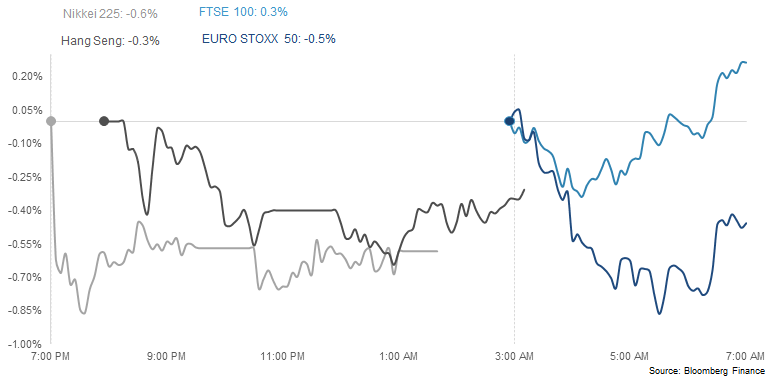 Nikkei 225: -0.6%
FTSE 100: 0.3%
Hang Seng: -0.3%
EURO STOXX 50: -0.5%
0.20%
0.05%
-0.10%
-0.25%
-0.40%
-0.55%
-0.70%
-0.85%
-1.00%
7:00 PM
9:00 PM
11:00 PM
1:00 AM
3:00 AM
5:00 AM
7:00 AM
Source: Bloomberg Finance